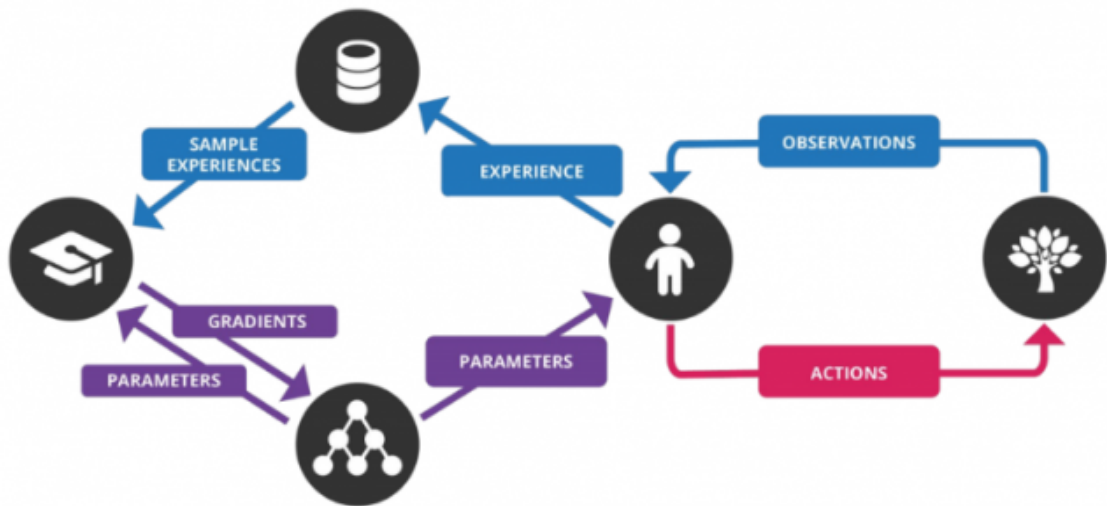 SAMPLE
EXPERIENCES
EXPERIENCE
OBSERVATIONS
GRADIENTS
PARAMETERS
PARAMETERS
ACTIONS